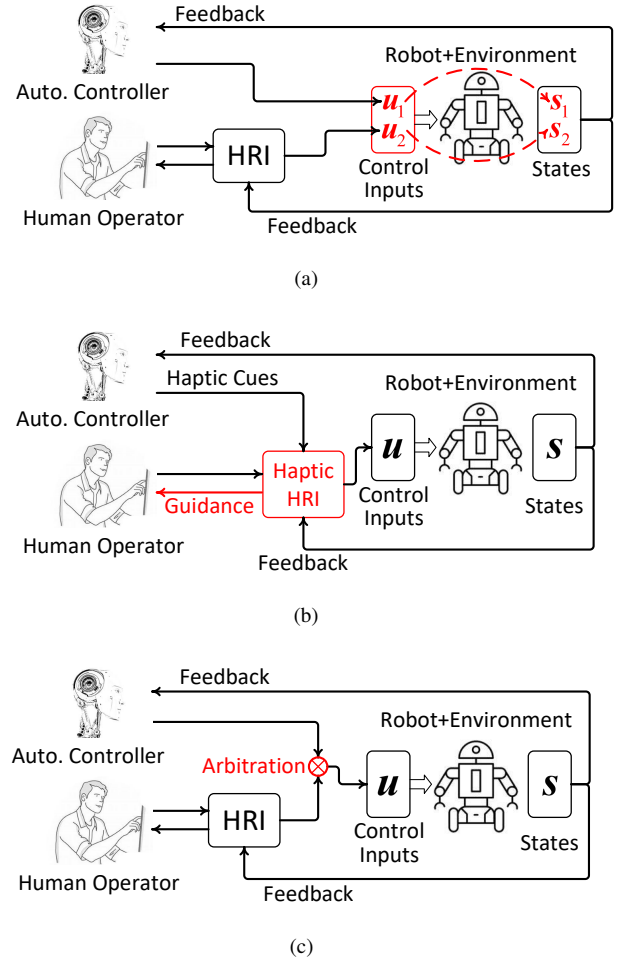 Feedback
Robot+Environment
Auto. Controller
u1
s1
u2
s2
HRI
Control
Inputs
States
Human Operator
Feedback
(a)
Feedback
Haptic Cues
Robot+Environment
Auto. Controller
u
s
Haptic
HRI
Guidance
Control
Inputs
States
Human Operator
Feedback
(b)
Feedback
Robot+Environment
Auto. Controller
Arbitration
u
s
HRI
Control
Inputs
States
Human Operator
Feedback
(c)